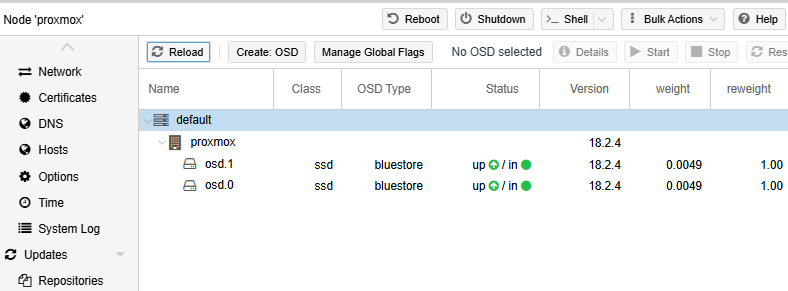 Node 'proxmox'
Reboot
Shutdown
Shell
Bulk Actions
Help
Network
Certificates
DNS
Hosts
Options
Time
System Log
Updates
Repositories
Reload
Create: OSD
Manage Global Flags
No OSD selected
Details
Start
Stop
Name Class OSD Type Status Version weight reweight
default
proxmox 18.2.4
osd.1 ssd bluestore up / in 18.2.4 0.0049 1.00
osd.0 ssd bluestore up / in 18.2.4 0.0049 1.00